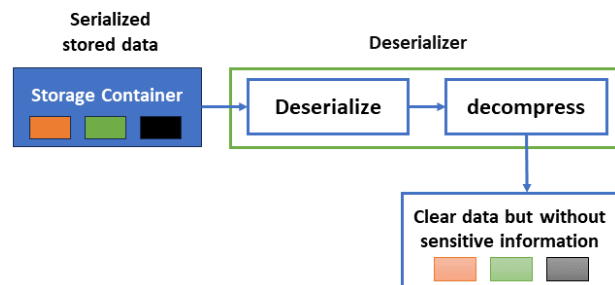 Serialized
stored data
Deserializer
Storage Container
Deserialize
decompress
Clear data but without
sensitive information